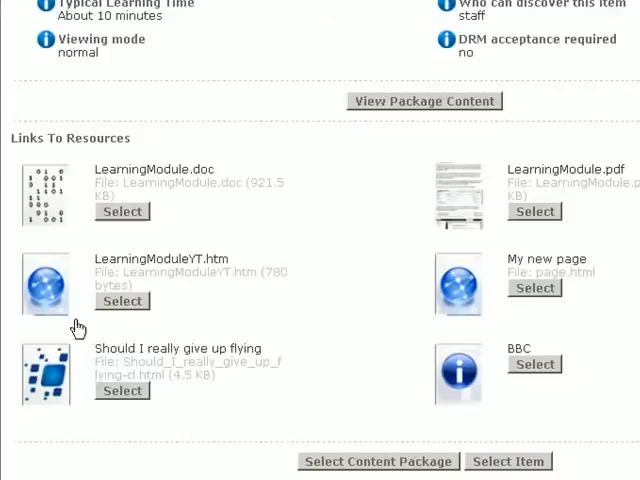 Typical Learning Time
About 10 minutes
Who can discover this item
staff
Viewing mode
normal
DRM acceptance required
no
View Package Content
Links To Resources
LearningModule.doc
File: LearningModule.doc (921.5
KB)
Select
LearningModule.pdf
File: LearningModule.p
KB)
Select
LearningModuleYT.htm
File: LearningModuleYT.htm (780
bytes)
Select
My new page
File: page.html
Select
Should I really give up flying
File: Should_I_really_give_up_f
lying-cl.html (4.5 KB)
Select
BBC
Select
Select Content Package
Select Item